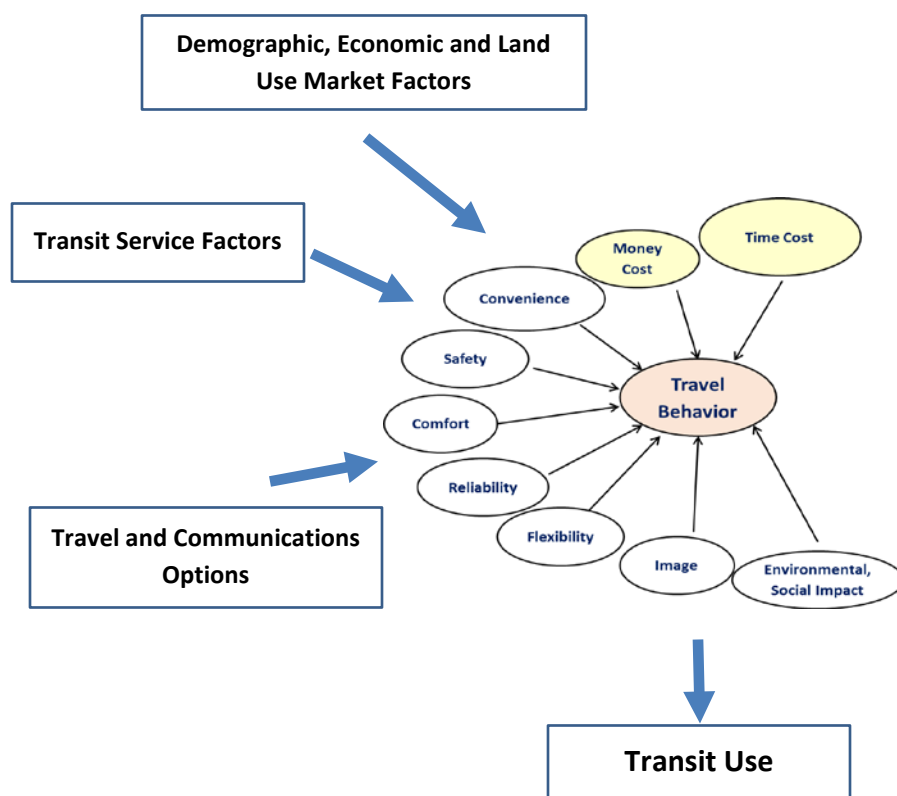 Demographic, Economic and Land
Use Market Factors
Transit Service Factors
Time Cost
Money
Cost
Convenience
Safety
Travel
Behavior
Comfort
Reliability
Flexibility
Image
Environmental,
Social Impact
Travel and Communications
Options
Transit Use